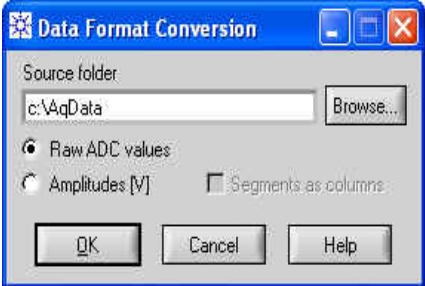 Data Format Conversion
Source folder
c:\AqData
Browse...
Raw ADC values
Amplitudes [V]
Segments as columns
OK
Cancel
Help